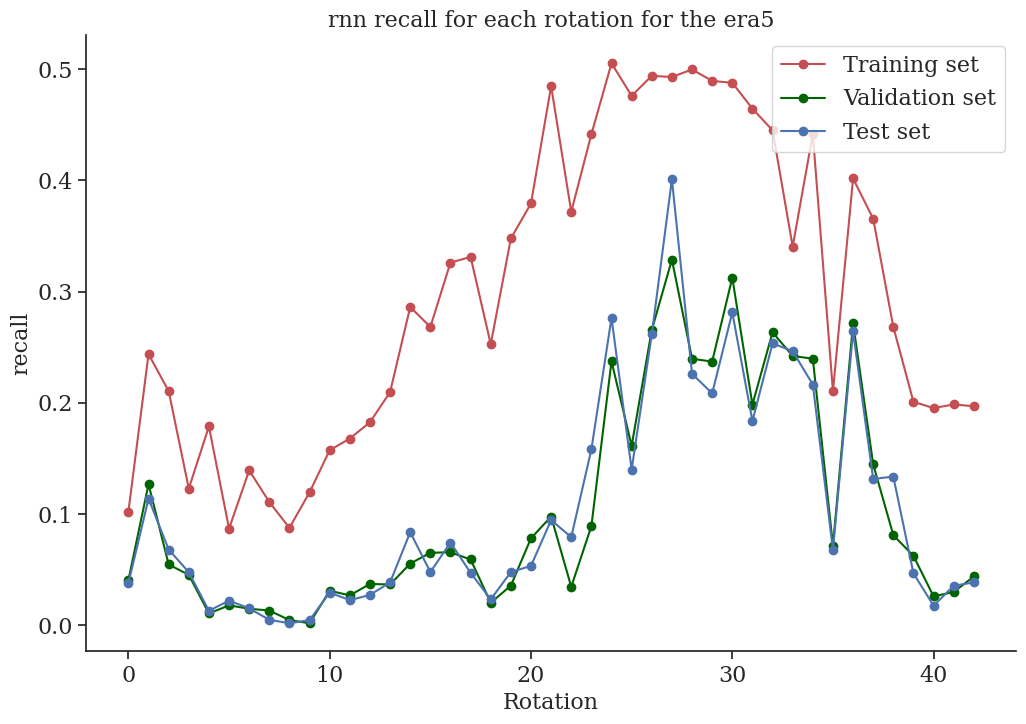 rnn recall for each rotation for the era5
Training set
Validation set
Test set
0.5
0.4
0.3
0.2
0.1
0.0
recall
0 10 20 30 40
Rotation